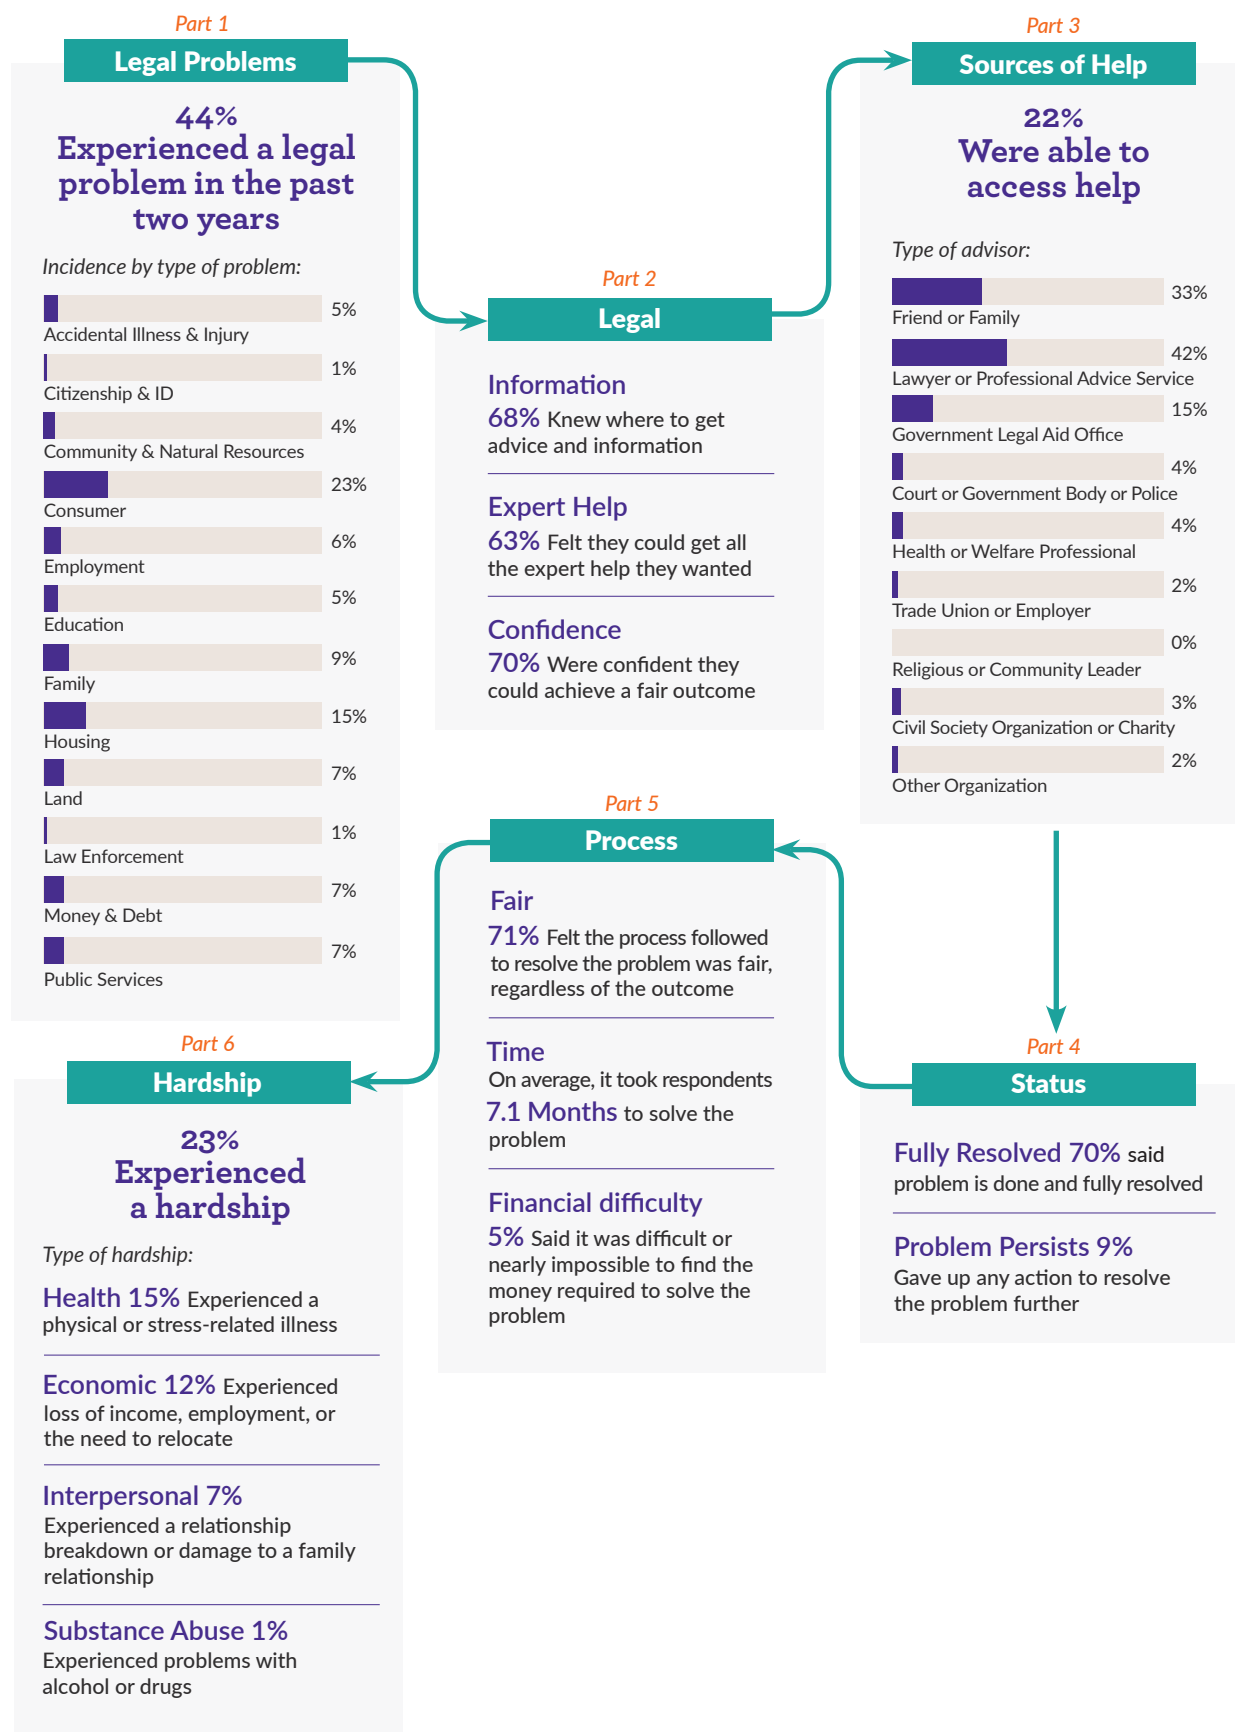 Part 1
Legal Problems
44%
Experienced a legal
problem in the past
two years
Incidence by type of problem:
5%
Accidental Illness & Injury
1%
Citizenship & ID
4%
Community & Natural Resources
23%
Consumer
6%
Employment
5%
Education
9%
Family
15%
Housing
7%
Land
1%
Law Enforcement
7%
Money & Debt
7%
Public Services
Part 2
Legal
Information
68% Knew where to get
advice and information
Expert Help
63% Felt they could get all
the expert help they wanted
Confidence
70% Were confident they
could achieve a fair outcome
Part 3
Sources of Help
22%
Were able to
access help
Type of advisor:
33%
Friend or Family
42%
Lawyer or Professional Advice Service
15%
Government Legal Aid Office
4%
Court or Government Body or Police
4%
Health or Welfare Professional
2%
Trade Union or Employer
0%
Religious or Community Leader
3%
Civil Society Organization or Charity
2%
Other Organization
Part 4
Status
Fully Resolved 70% said
problem is done and fully resolved
Problem Persists 9%
Gave up any action to resolve
the problem further
Part 5
Process
Fair
71% Felt the process followed
to resolve the problem was fair,
regardless of the outcome
Time
On average, it took respondents
7.1 Months to solve the
problem
Financial difficulty
5% Said it was difficult or
nearly impossible to find the
money required to solve the
problem
Part 6
Hardship
23%
Experienced
a hardship
Type of hardship:
Health 15% Experienced a
physical or stress-related illness
Economic 12% Experienced
loss of income, employment, or
the need to relocate
Interpersonal 7%
Experienced a relationship
breakdown or damage to a family
relationship
Substance Abuse 1%
Experienced problems with
alcohol or drugs